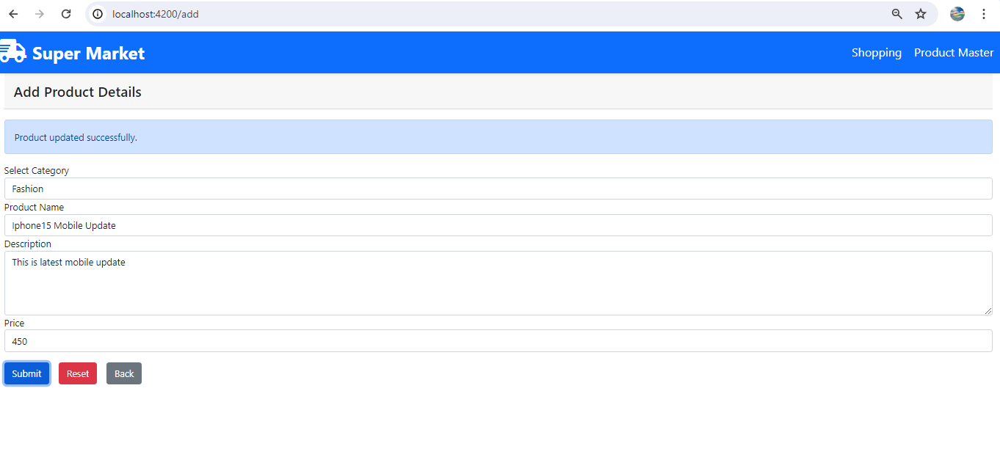 localhost:4200/add
Super Market
Shopping
Product Master
Add Product Details
Product updated successfully.
Select Category
Fashion
Product Name
Iphone15 Mobile Update
Description
This is latest mobile update
Price
450
Submit
Reset
Back